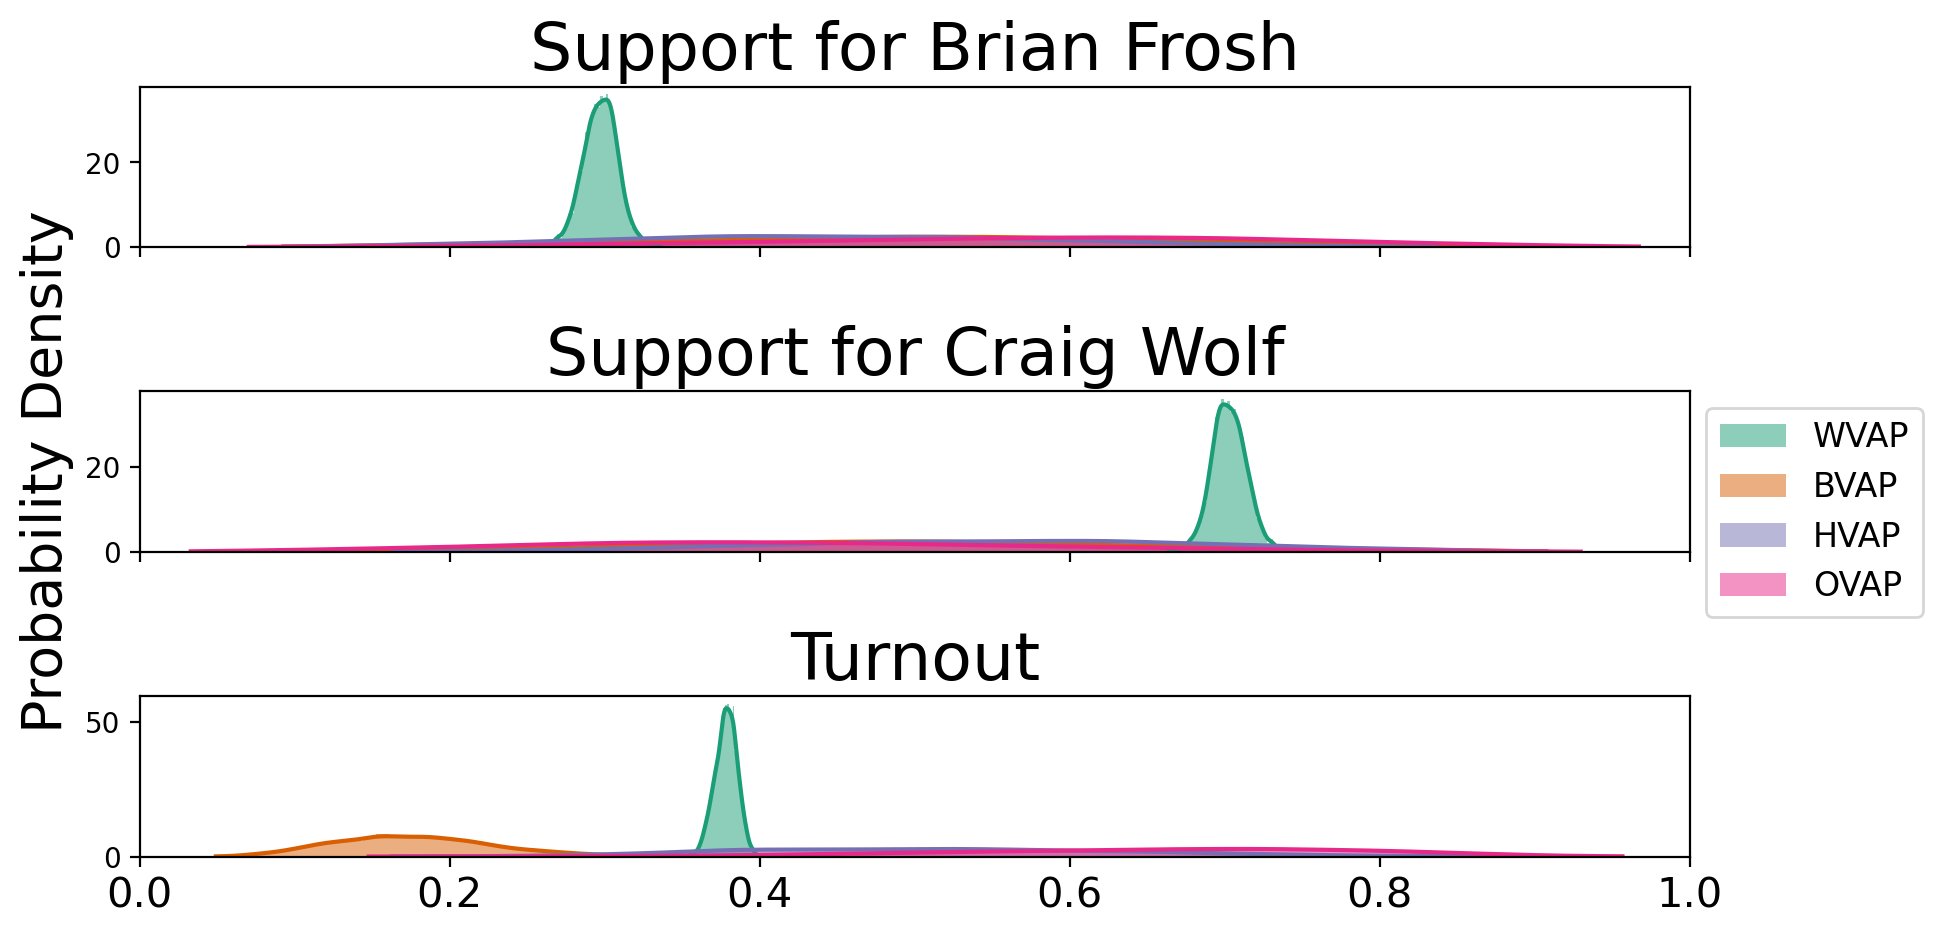 Support for Brian Frosh
20
0
Support for Craig Wolf
20
0
Turnout
50
0
0.0 0.2 0.4 0.6 0.8 1.0
Probability Density
WVAP
BVAP
HVAP
OVAP